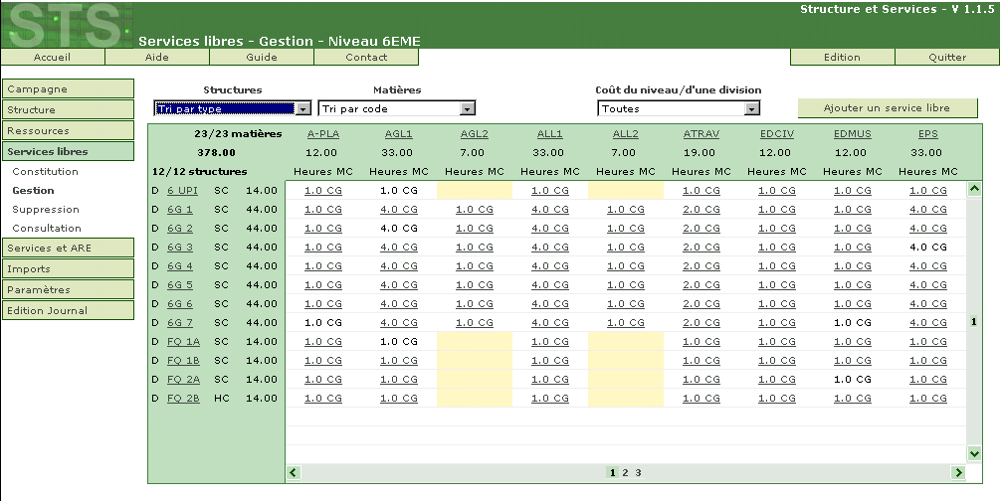 STS
Structure et Services - V 1.1.5
Services libres - Gestion - Niveau 6EME
Accueil Aide Guide Contact Edition Quitter
Campagne
Structure
Ressources
Services libres
Constitution
Gestion
Suppression
Consultation
Services et ARE
Imports
Paramètres
Edition Journal
Structures Matières Coût du niveau/d'une division
Tri par type Tri par code Toutes Ajouter un service libre
23/23 matières A-PLA AGL1 AGL2 ALL1 ALL2 ATRAV EDCIV EDMUS EPS
378.00 12.00 33.00 7.00 33.00 7.00 19.00 12.00 12.00 33.00
12/12 structures Heures MC Heures MC Heures MC Heures MC Heures MC Heures MC Heures MC Heures MC Heures MC
D 6 UPI SC 14.00 1.0 CG 1.0 CG 1.0 CG 1.0 CG 1.0 CG 1.0 CG 1.0 CG
D 6G 1 SC 44.00 1.0 CG 4.0 CG 1.0 CG 4.0 CG 1.0 CG 2.0 CG 1.0 CG 1.0 CG 4.0 CG
D 6G 2 SC 44.00 1.0 CG 4.0 CG 1.0 CG 4.0 CG 1.0 CG 2.0 CG 1.0 CG 1.0 CG 4.0 CG
D 6G 3 SC 44.00 1.0 CG 4.0 CG 1.0 CG 4.0 CG 1.0 CG 2.0 CG 1.0 CG 1.0 CG 4.0 CG
D 6G 4 SC 44.00 1.0 CG 4.0 CG 1.0 CG 4.0 CG 1.0 CG 2.0 CG 1.0 CG 1.0 CG 4.0 CG
D 6G 5 SC 44.00 1.0 CG 4.0 CG 1.0 CG 4.0 CG 1.0 CG 2.0 CG 1.0 CG 1.0 CG 4.0 CG
D 6G 6 SC 44.00 1.0 CG 4.0 CG 1.0 CG 4.0 CG 1.0 CG 2.0 CG 1.0 CG 1.0 CG 4.0 CG
D 6G 7 SC 44.00 1.0 CG 4.0 CG 1.0 CG 4.0 CG 1.0 CG 2.0 CG 1.0 CG 1.0 CG 4.0 CG 1
D FQ 1A SC 14.00 1.0 CG 1.0 CG 1.0 CG 1.0 CG 1.0 CG 1.0 CG 1.0 CG
D FQ 1B SC 14.00 1.0 CG 1.0 CG 1.0 CG 1.0 CG 1.0 CG 1.0 CG 1.0 CG
D FQ 2A SC 14.00 1.0 CG 1.0 CG 1.0 CG 1.0 CG 1.0 CG 1.0 CG 1.0 CG
D FQ 2B HC 14.00 1.0 CG 1.0 CG 1.0 CG 1.0 CG 1.0 CG 1.0 CG 1.0 CG
1 2 3